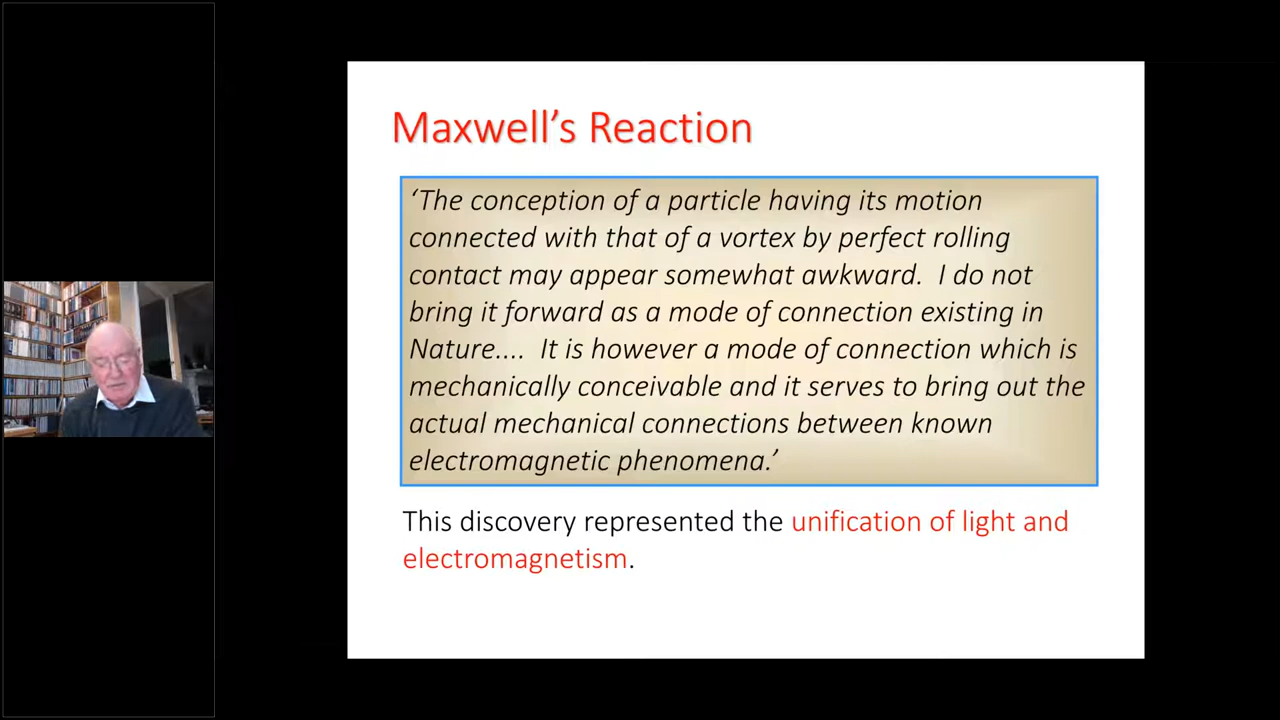 Maxwell’s Reaction
‘The conception of a particle having its motion
connected with that of a vortex by perfect rolling
contact may appear somewhat awkward.  I do not
bring it forward as a mode of connection existing in
Nature....  It is however a mode of connection which is
mechanically conceivable and it serves to bring out the
actual mechanical connections between known
electromagnetic phenomena.’
This discovery represented the unification of light and
electromagnetism.